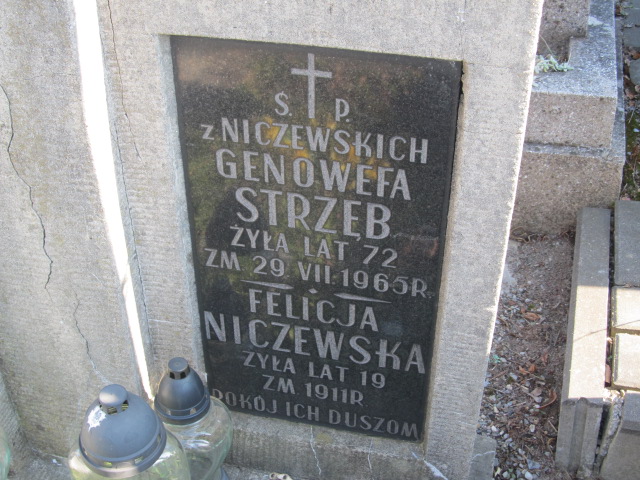 Ś. P.
z NICZEWSKICH
GENOWEFA
STRZĘB
ŻYŁA LAT 72
ZM. 29 VII. 1965R.
FELICJA
NICZEWSKA
ŻYŁA LAT 19
ZM. 1911R.
POKÓJ ICH DUSZOM